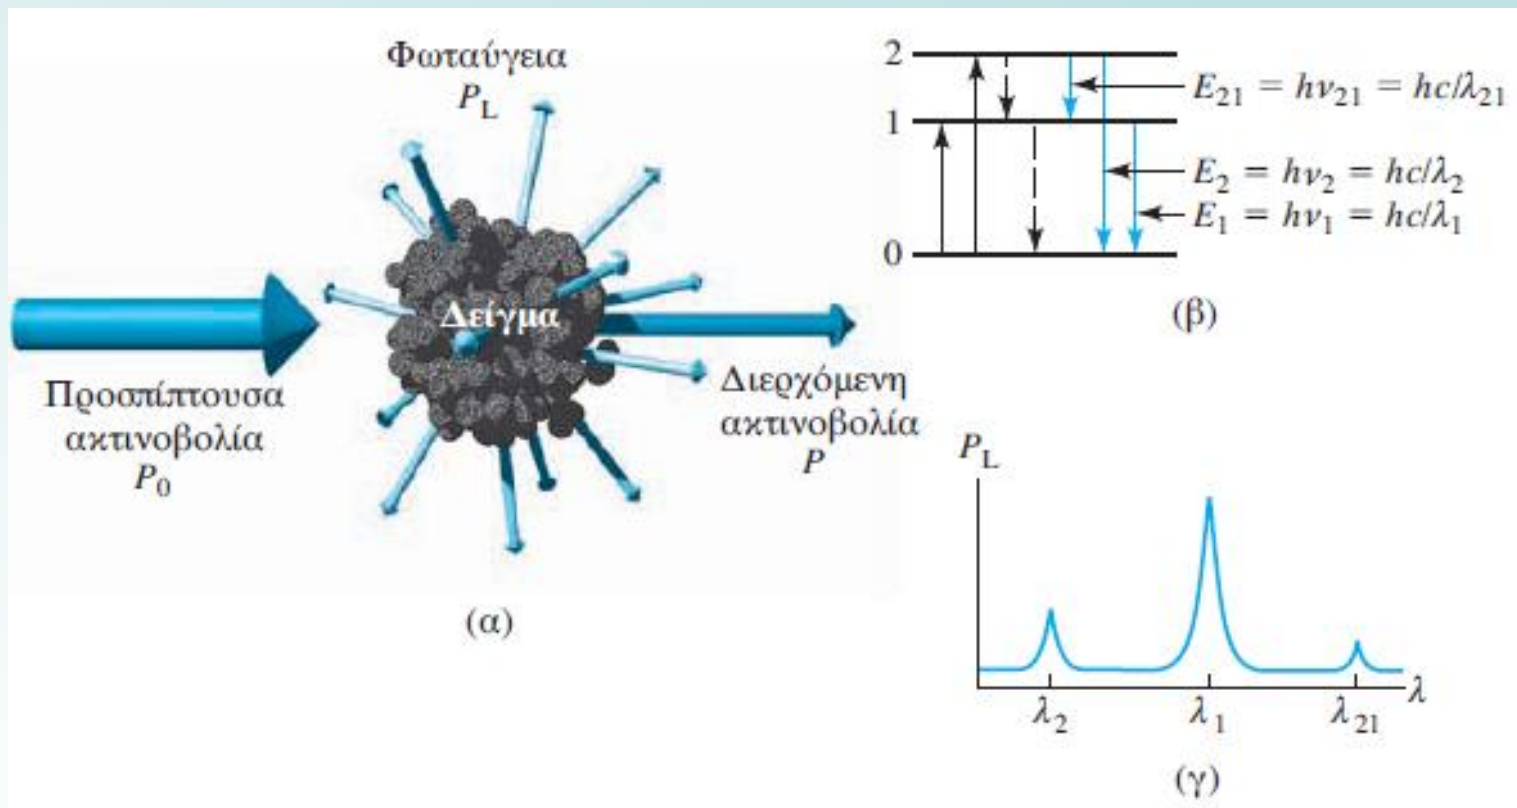 Φωταύγεια
P_L
Δείγμα
Προσπίπτουσα
ακτινοβολία
P_0
Διερχόμενη
ακτινοβολία
P
(α)
2
E_21 = hν_21 = hc/λ_21
1
E_2 = hν_2 = hc/λ_2
E_1 = hν_1 = hc/λ_1
0
(β)
P_L
λ
λ_2 λ_1 λ_21
(γ)